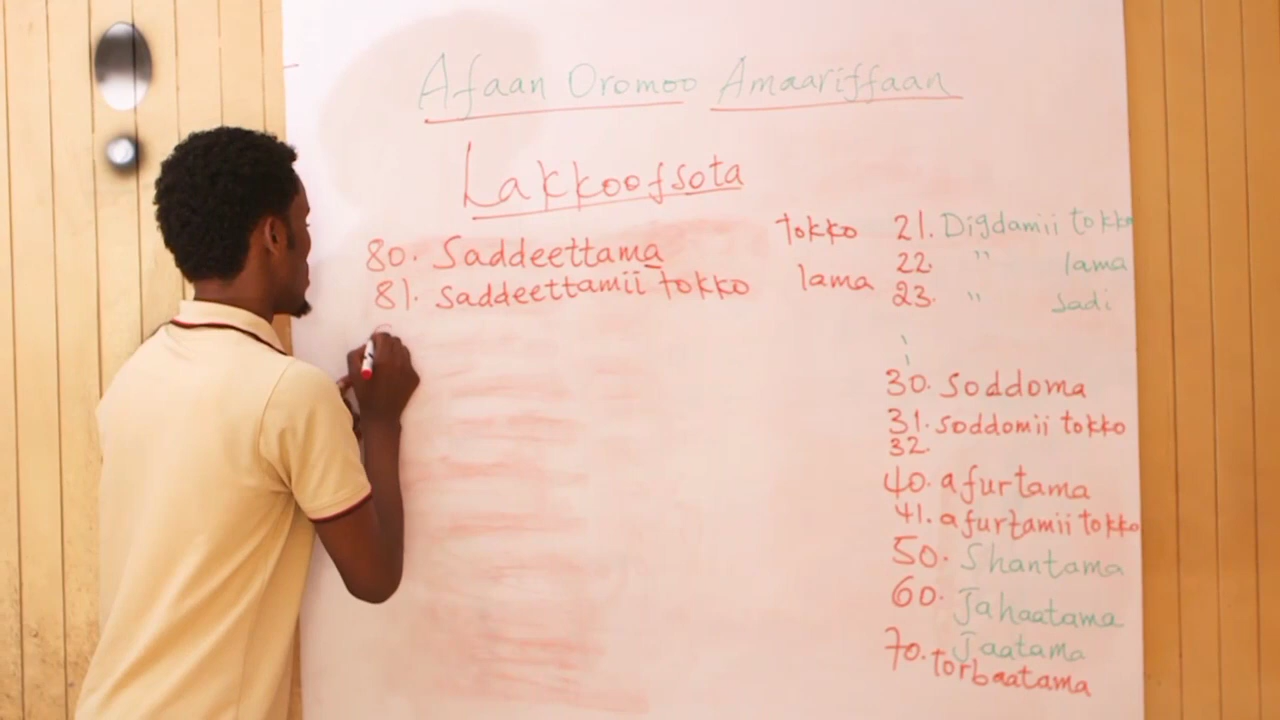 Afaan Oromoo Amaariffaan
Lakkoofsota
80. Saddeettama
81. Saddeettamii tokko
tokko
lama
21. Digdamii tokko
22. " lama
23. " sadi
30. Soddoma
31. soddomii tokko
32.
40. afurtama
41. afurtamii tokko
50. Shantama
60. Jahaatama
70. Jaatama
torbaatama